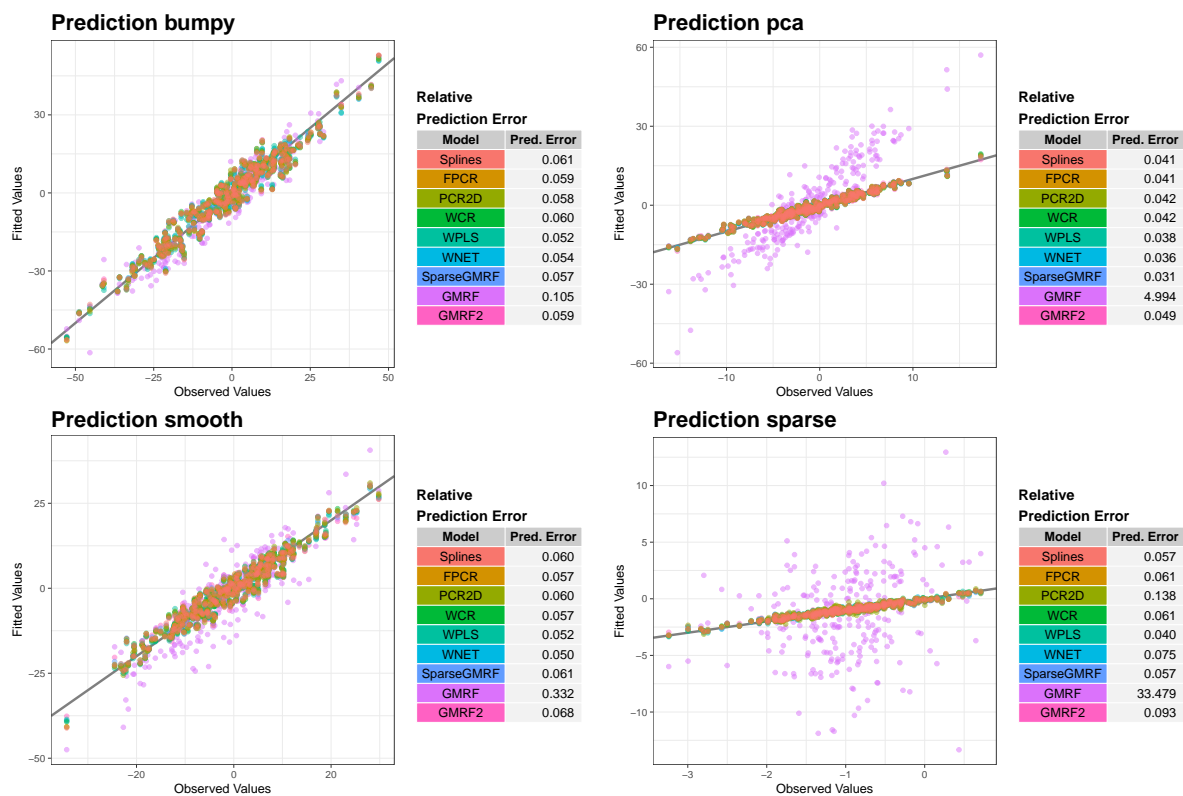 Prediction bumpy
Fitted Values
30
0
−30
−60
−50
−25
0
25
50
Observed Values
Relative
Prediction Error
Model Pred. Error
Splines 0.061
FPCR 0.059
PCR2D 0.058
WCR 0.060
WPLS 0.052
WNET 0.054
SparseGMRF 0.057
GMRF 0.105
GMRF2 0.059
Prediction pca
Fitted Values
60
30
0
−30
−60
−10
0
10
Observed Values
Relative
Prediction Error
Model Pred. Error
Splines 0.041
FPCR 0.041
PCR2D 0.042
WCR 0.042
WPLS 0.038
WNET 0.036
SparseGMRF 0.031
GMRF 4.994
GMRF2 0.049
Prediction smooth
Fitted Values
25
0
−25
−50
−20
0
20
Observed Values
Relative
Prediction Error
Model Pred. Error
Splines 0.060
FPCR 0.057
PCR2D 0.060
WCR 0.057
WPLS 0.052
WNET 0.050
SparseGMRF 0.061
GMRF 0.332
GMRF2 0.068
Prediction sparse
Fitted Values
10
5
0
−5
−10
−3
−2
−1
0
Observed Values
Relative
Prediction Error
Model Pred. Error
Splines 0.057
FPCR 0.061
PCR2D 0.138
WCR 0.061
WPLS 0.040
WNET 0.075
SparseGMRF 0.057
GMRF 33.479
GMRF2 0.093